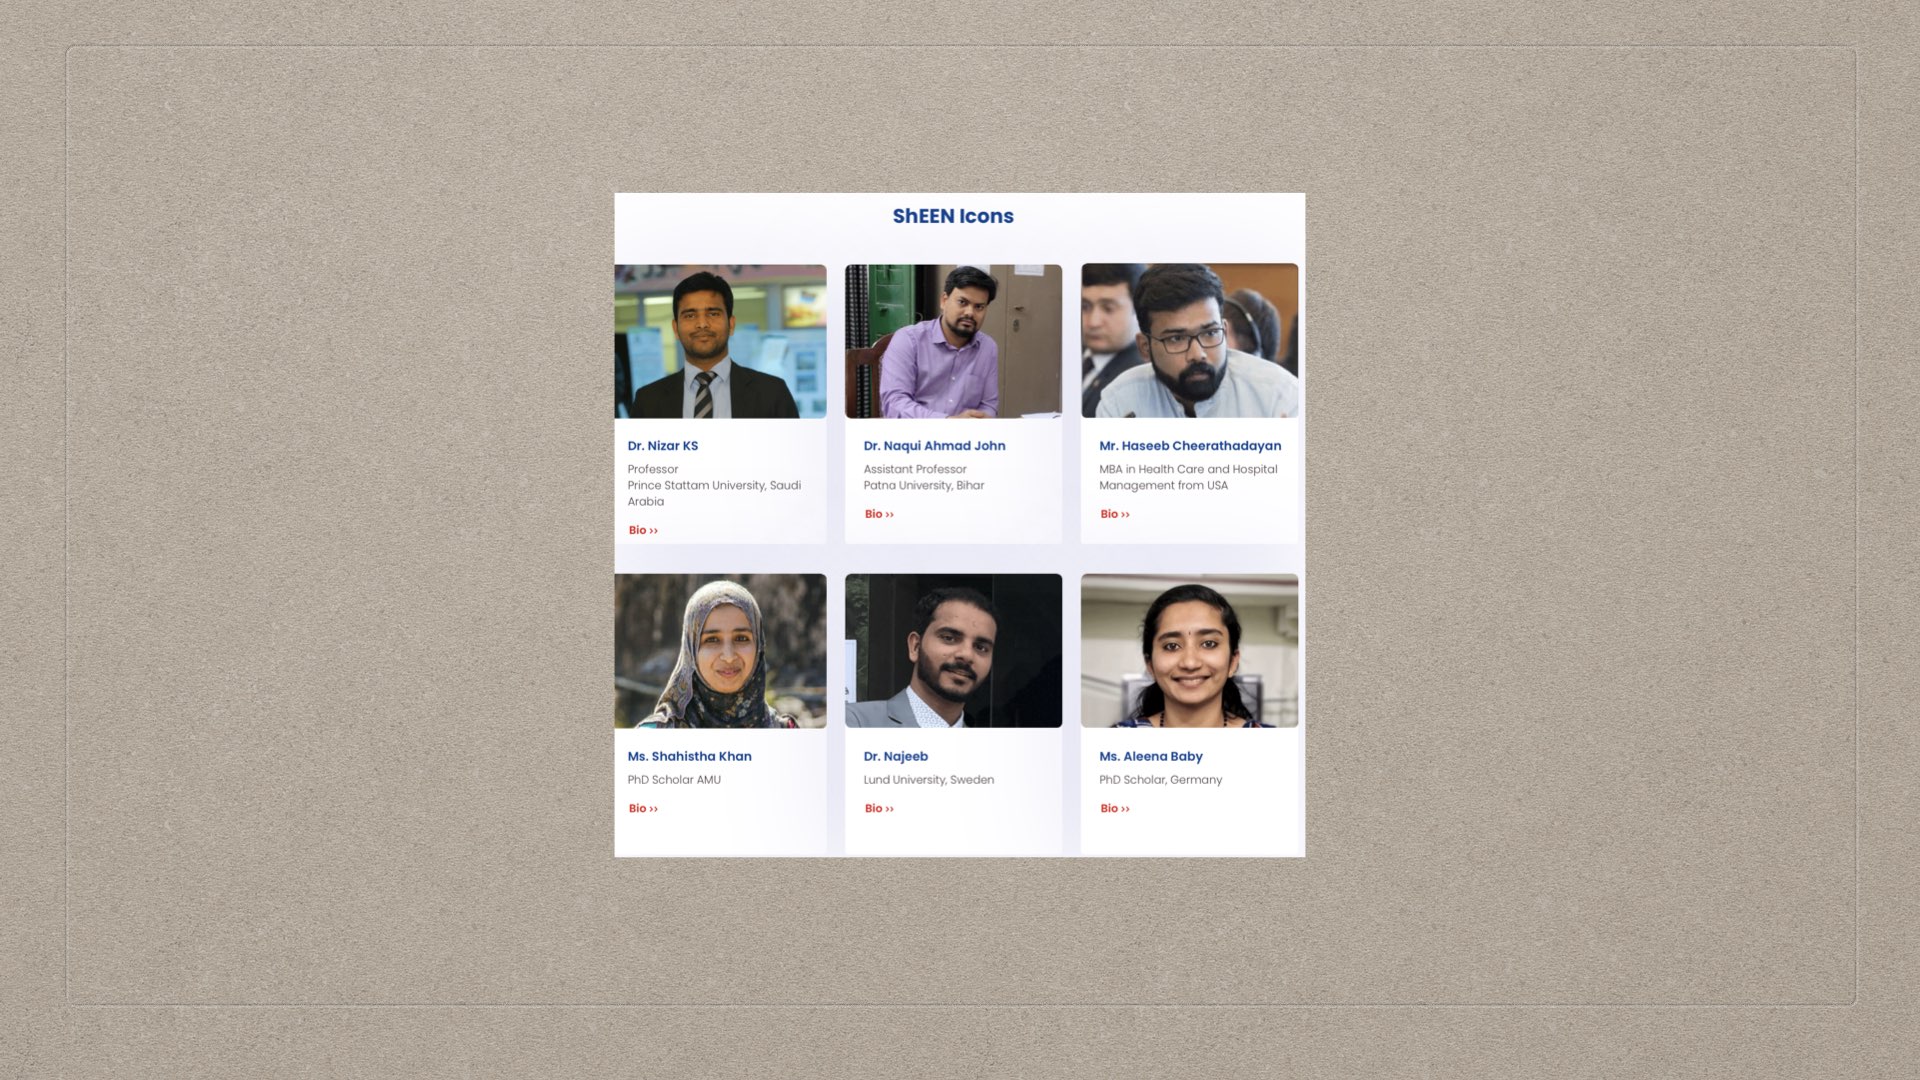 ShEEN Icons
Dr. Nizar KS
Professor
Prince Stattam University, Saudi
Arabia
Bio ››
Dr. Naqui Ahmad John
Assistant Professor
Patna University, Bihar
Bio ››
Mr. Haseeb Cheerathadayan
MBA in Health Care and Hospital
Management from USA
Bio ››
Ms. Shahistha Khan
PhD Scholar AMU
Bio ››
Dr. Najeeb
Lund University, Sweden
Bio ››
Ms. Aleena Baby
PhD Scholar, Germany
Bio ››